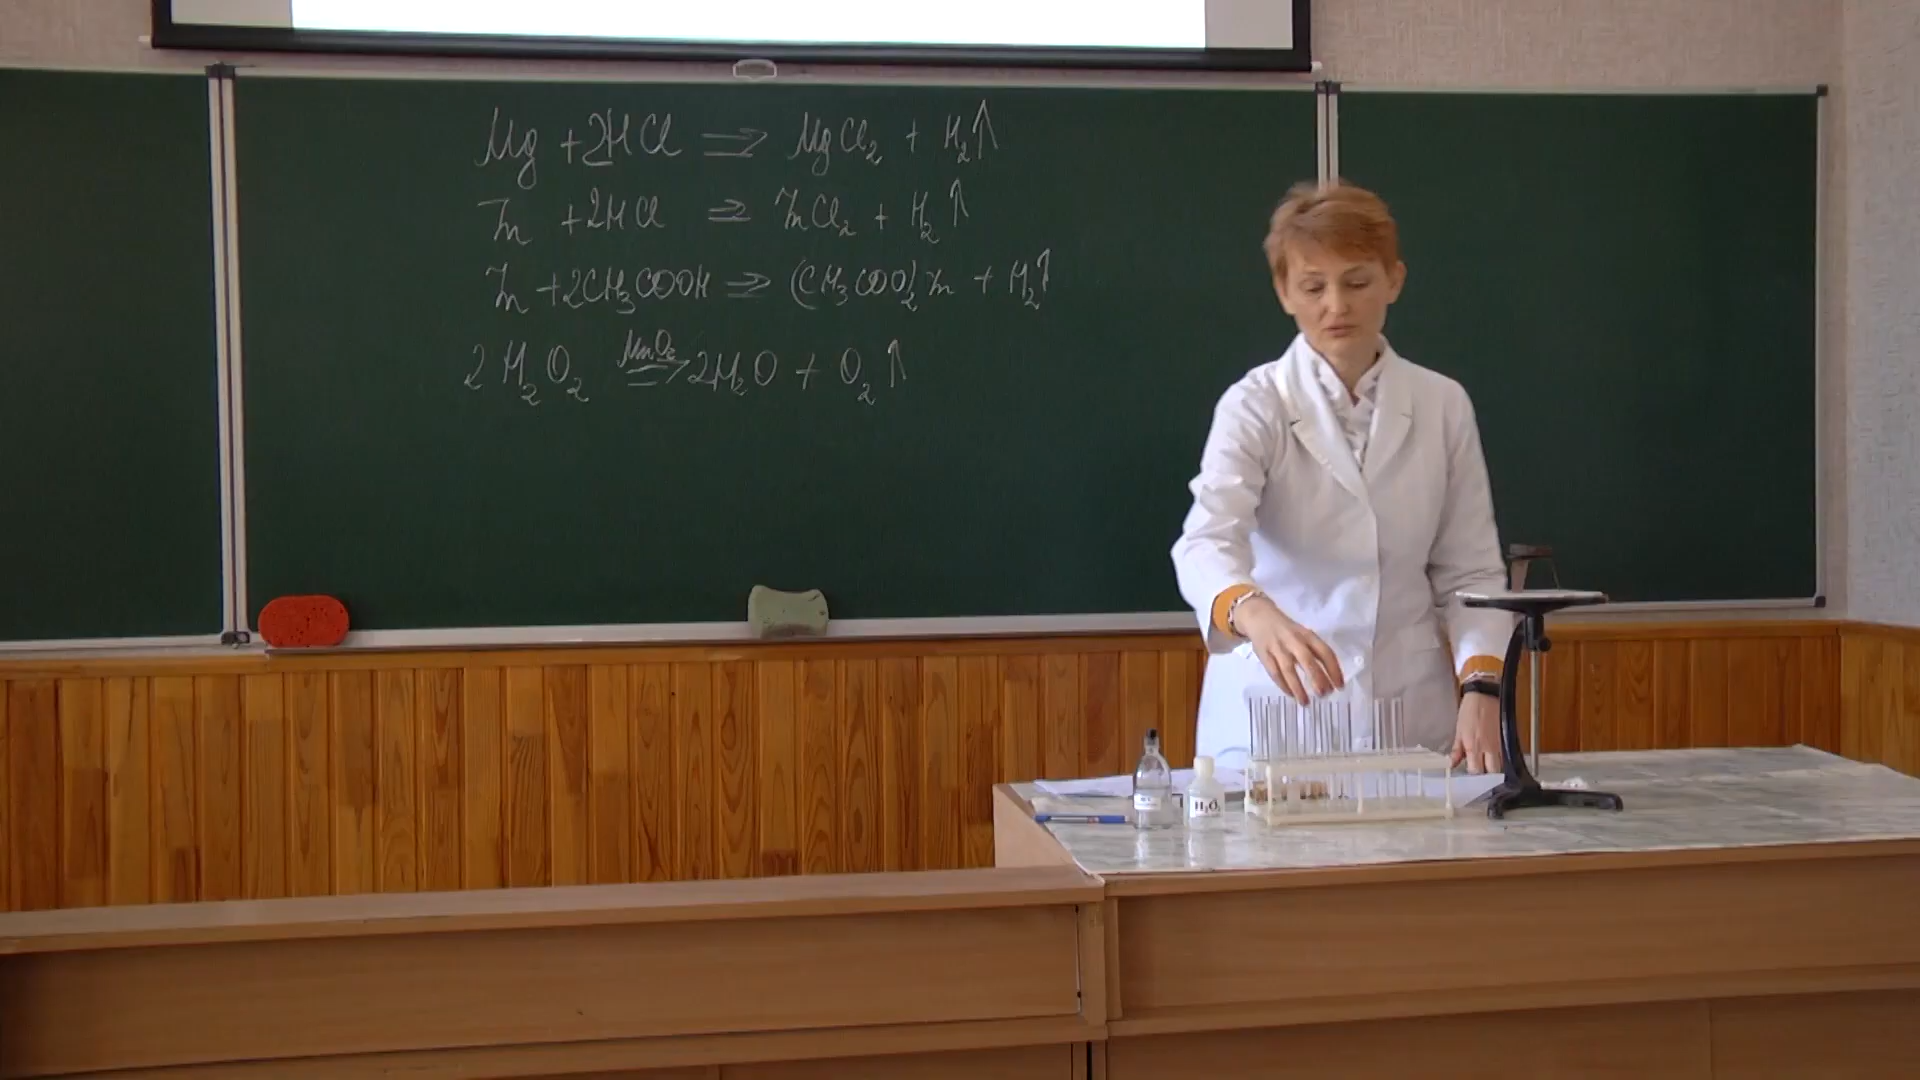 Mg + 2HCl ⇒ MgCl₂ + H₂↑
Zn + 2HCl ⇒ ZnCl₂ + H₂↑
Zn + 2CH₃COOH ⇒ (CH₃COO)₂Zn + H₂↑
2H₂O₂ =MnO₂⇒ 2H₂O + O₂↑
H₂O₂